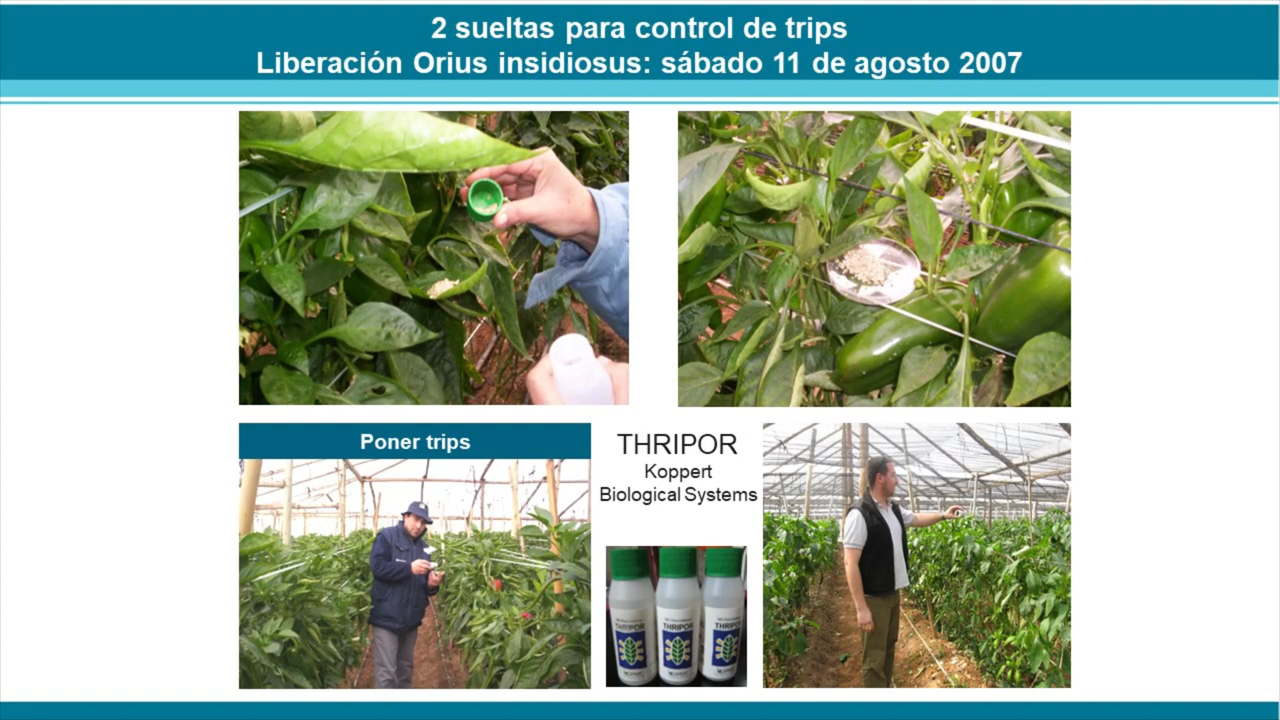 2 sueltas para control de trips
Liberación Orius insidiosus: sábado 11 de agosto 2007
Poner trips
THRIPOR
Koppert
Biological Systems
THRIPOR
THRIPOR
THRIPOR